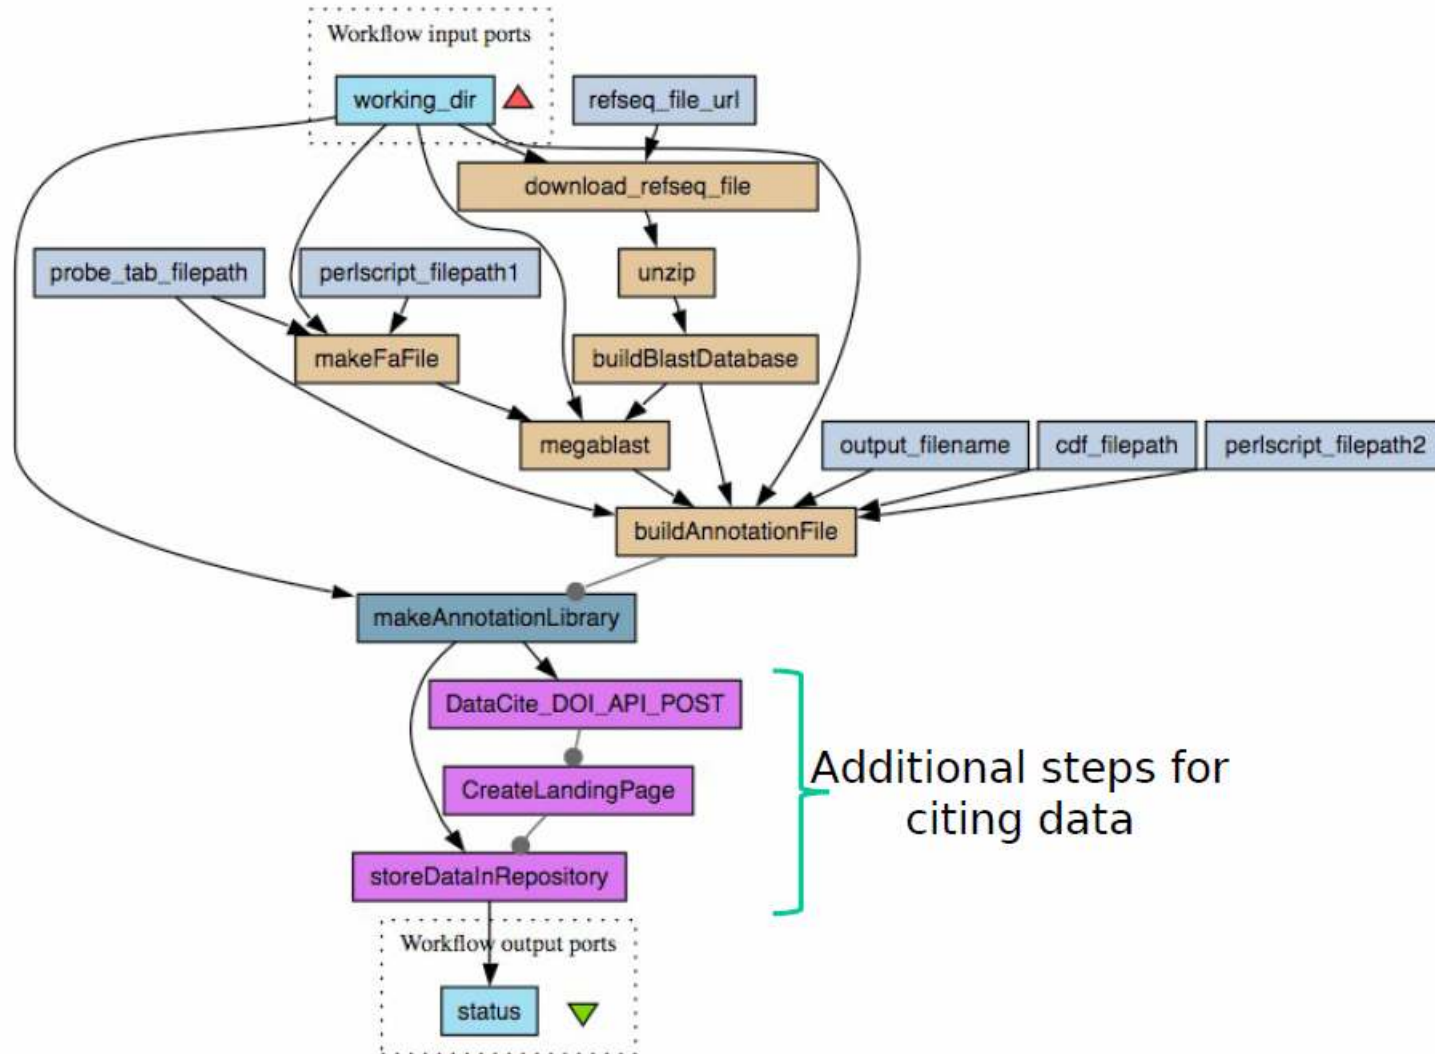 Workflow input ports
working_dir
refseq_file_url
download_refseq_file
probe_tab_filepath
perlscript_filepath1
unzip
makeFaFile
buildBlastDatabase
megablast
output_filename
cdf_filepath
perlscript_filepath2
buildAnnotationFile
makeAnnotationLibrary
DataCite_DOI_API_POST
CreateLandingPage
Additional steps for
citing data
storeDataInRepository
Workflow output ports
status